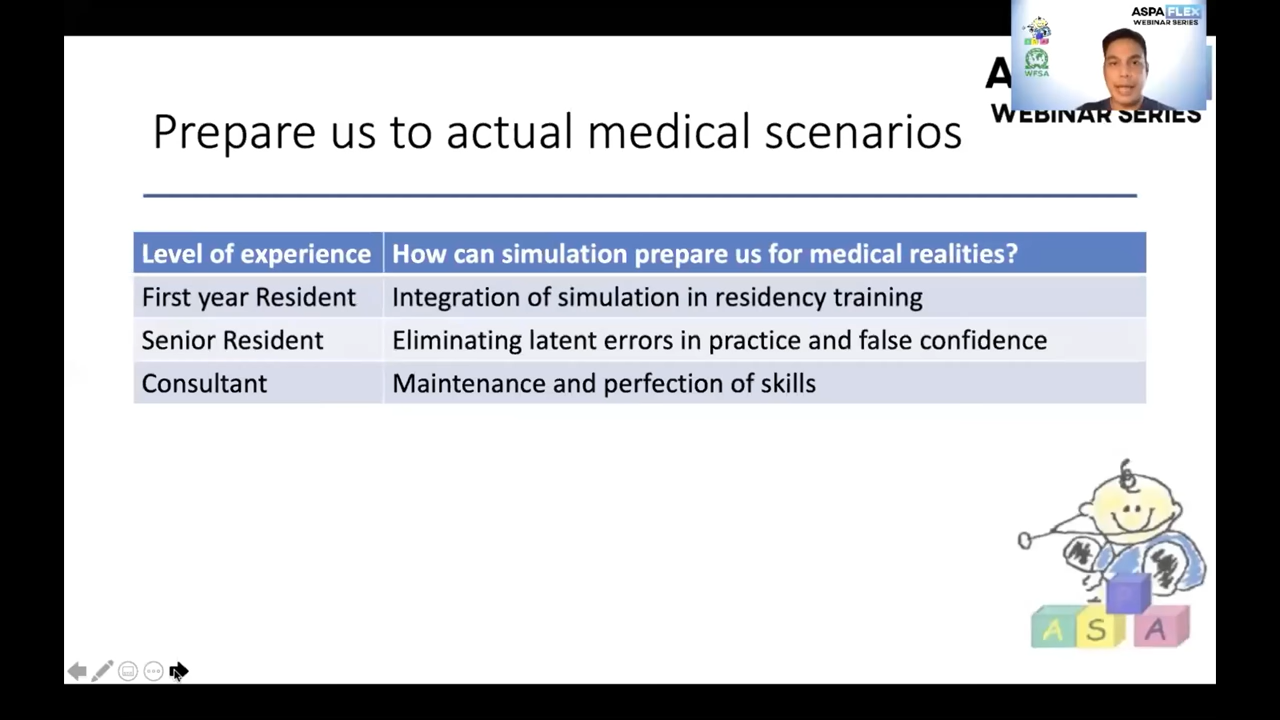 ASPA FLEX
WEBINAR SERIES
WFSA
A
WEBINAR SERIES
Prepare us to actual medical scenarios
Level of experience How can simulation prepare us for medical realities?
First year Resident Integration of simulation in residency training
Senior Resident Eliminating latent errors in practice and false confidence
Consultant Maintenance and perfection of skills
P
A S A